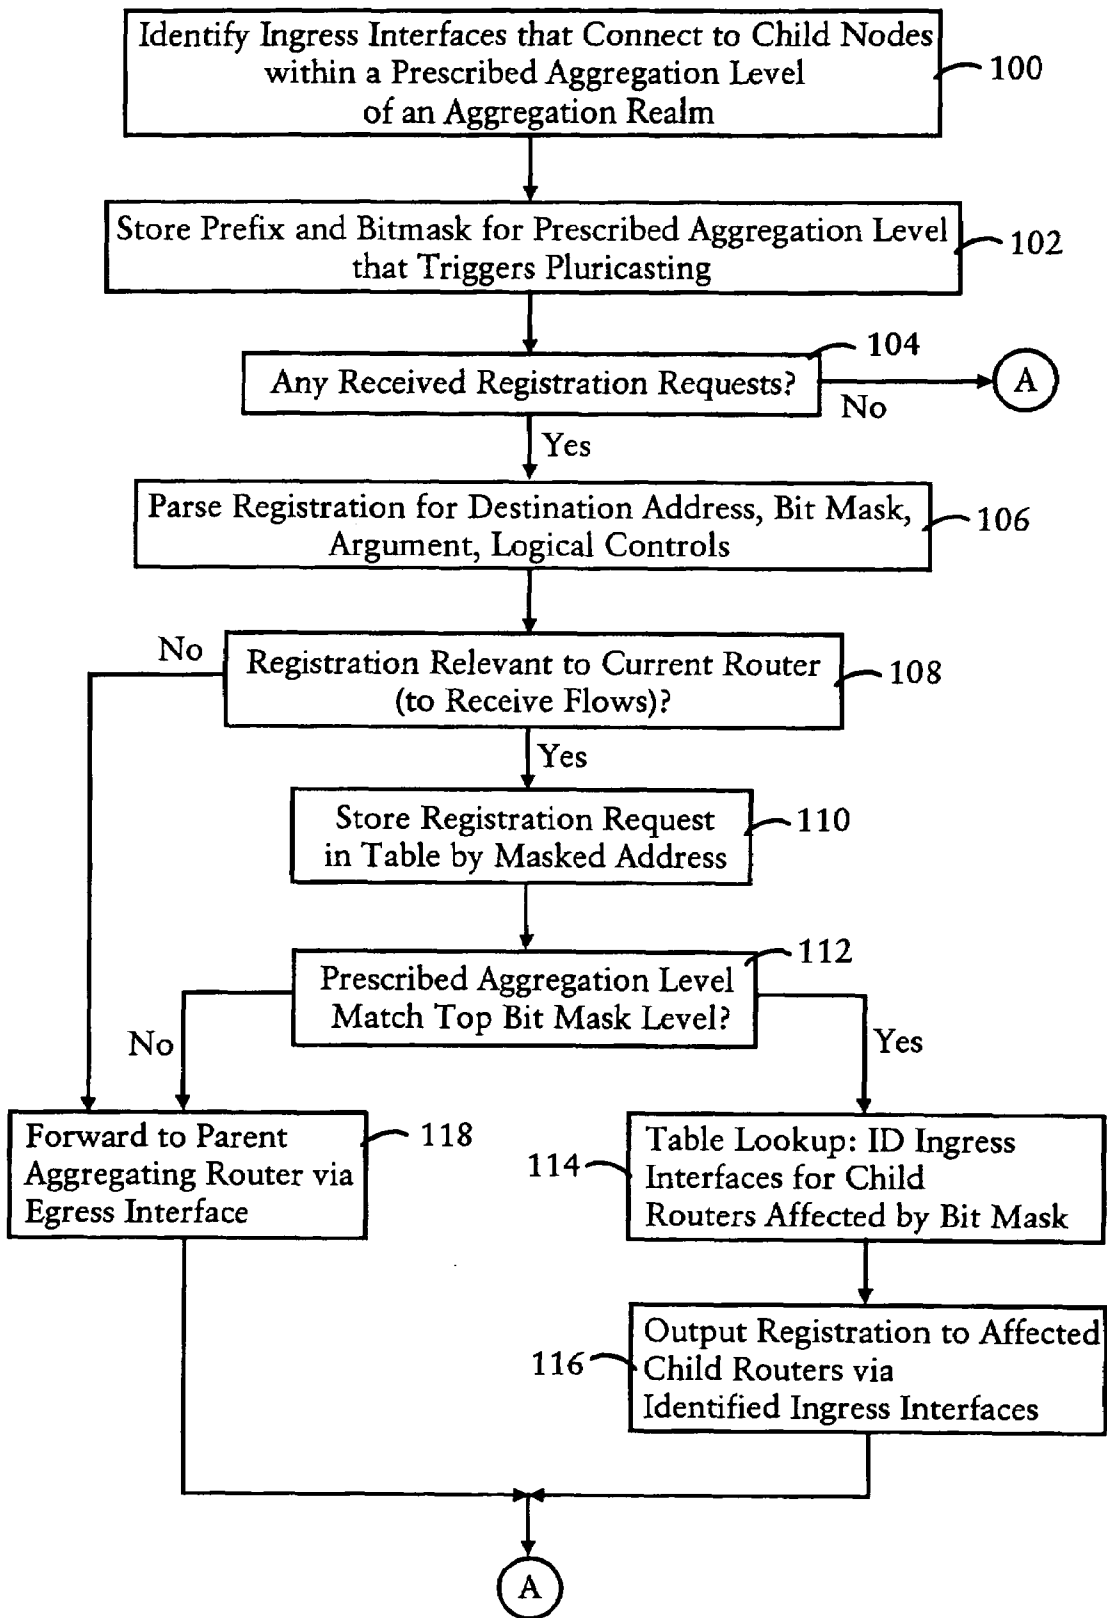 Identify Ingress Interfaces that Connect to Child Nodes
within a Prescribed Aggregation Level
of an Aggregation Realm
100
Store Prefix and Bitmask for Prescribed Aggregation Level
that Triggers Pluricasting
102
104
Any Received Registration Requests?
No
A
Yes
Parse Registration for Destination Address, Bit Mask,
Argument, Logical Controls
106
No
Registration Relevant to Current Router
(to Receive Flows)?
108
Yes
Store Registration Request
in Table by Masked Address
110
112
Prescribed Aggregation Level
Match Top Bit Mask Level?
No
Yes
Forward to Parent
Aggregating Router via
Egress Interface
118
114
Table Lookup: ID Ingress
Interfaces for Child
Routers Affected by Bit Mask
116
Output Registration to Affected
Child Routers via
Identified Ingress Interfaces
A